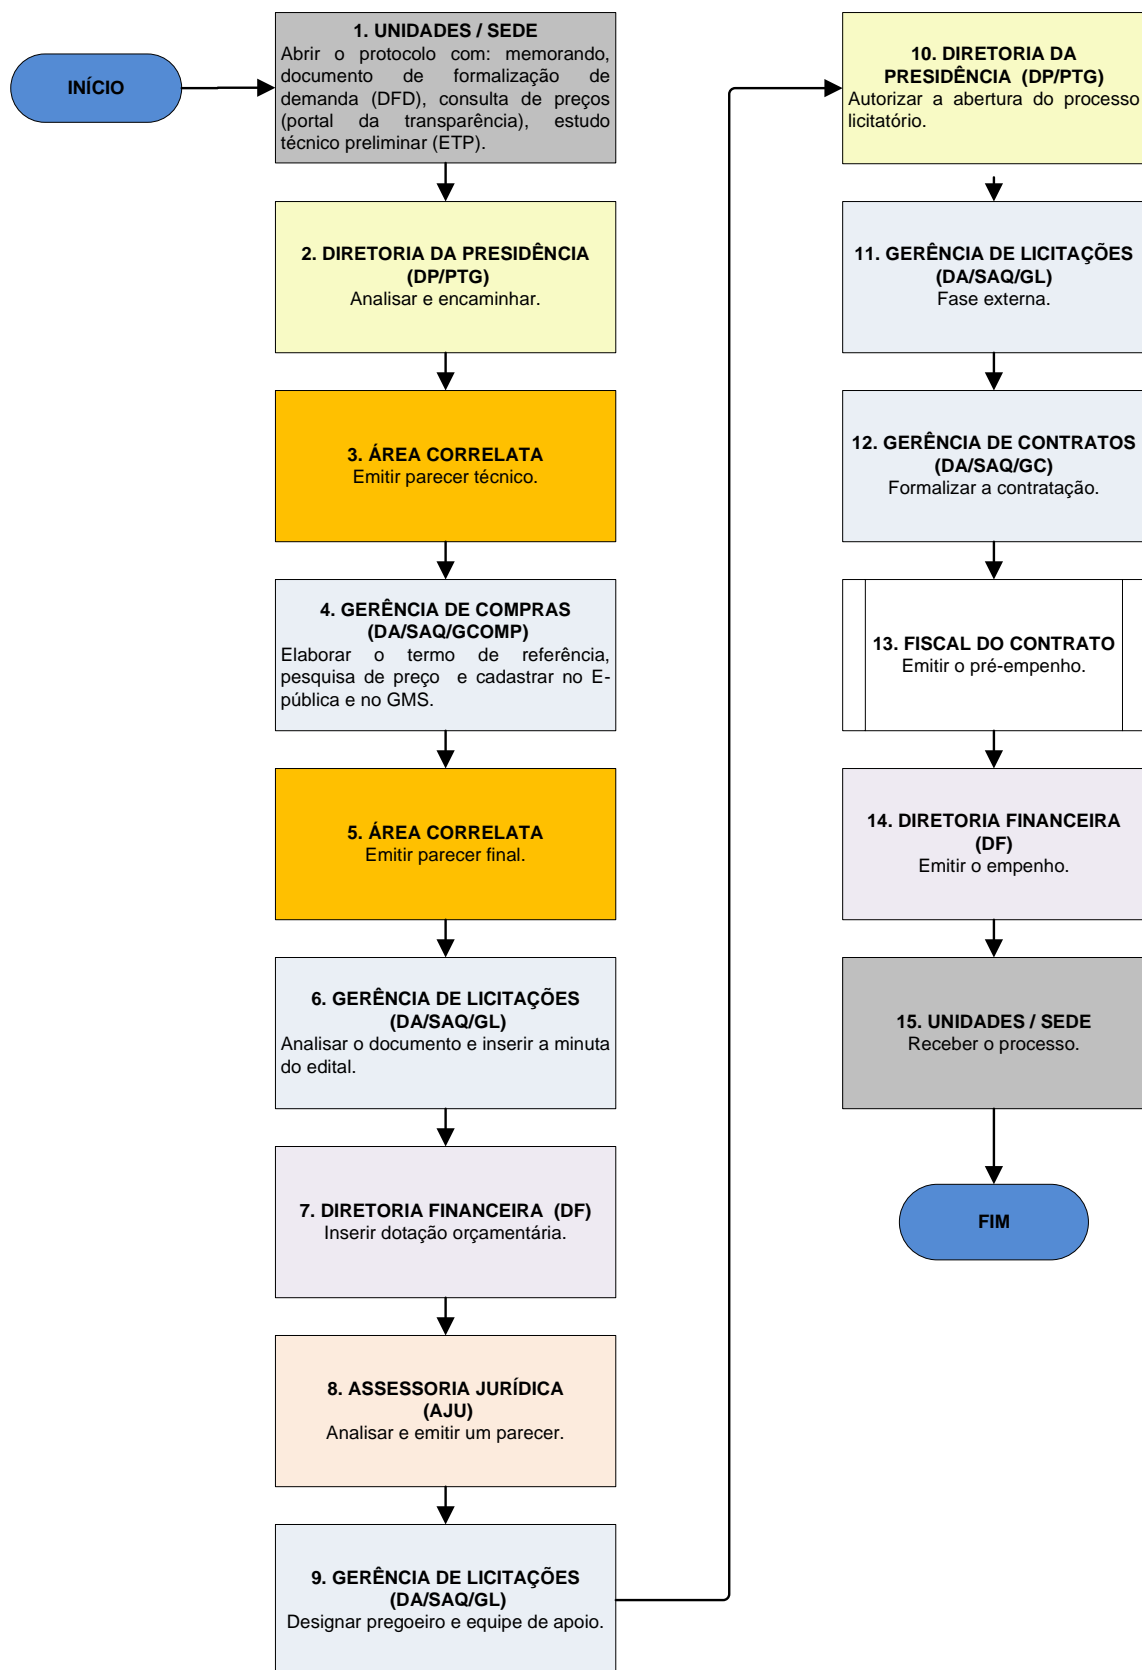 INÍCIO
1. UNIDADES / SEDE
Abrir o protocolo com: memorando,
documento de formalização de
demanda (DFD), consulta de preços
(portal da transparência), estudo
técnico preliminar (ETP).
2. DIRETORIA DA PRESIDÊNCIA
(DP/PTG)
Analisar e encaminhar.
3. ÁREA CORRELATA
Emitir parecer técnico.
4. GERÊNCIA DE COMPRAS
(DA/SAQ/GCOMP)
Elaborar o termo de referência,
pesquisa de preço e cadastrar no E-
pública e no GMS.
5. ÁREA CORRELATA
Emitir parecer final.
6. GERÊNCIA DE LICITAÇÕES
(DA/SAQ/GL)
Analisar o documento e inserir a minuta
do edital.
7. DIRETORIA FINANCEIRA (DF)
Inserir dotação orçamentária.
8. ASSESSORIA JURÍDICA
(AJU)
Analisar e emitir um parecer.
9. GERÊNCIA DE LICITAÇÕES
(DA/SAQ/GL)
Designar pregoeiro e equipe de apoio.
10. DIRETORIA DA
PRESIDÊNCIA (DP/PTG)
Autorizar a abertura do processo
licitatório.
11. GERÊNCIA DE LICITAÇÕES
(DA/SAQ/GL)
Fase externa.
12. GERÊNCIA DE CONTRATOS
(DA/SAQ/GC)
Formalizar a contratação.
13. FISCAL DO CONTRATO
Emitir o pré-empenho.
14. DIRETORIA FINANCEIRA
(DF)
Emitir o empenho.
15. UNIDADES / SEDE
Receber o processo.
FIM